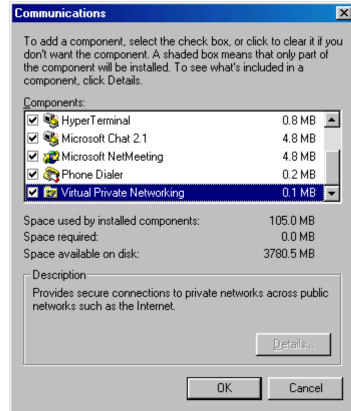 Communications
To add a component, select the check box, or click to clear it if you
don't want the component. A shaded box means that only part of
the component will be installed. To see what's included in a
component, click Details.
Components:
HyperTerminal 0.8 MB
Microsoft Chat 2.1 4.8 MB
Microsoft NetMeeting 4.8 MB
Phone Dialer 0.2 MB
Virtual Private Networking 0.1 MB
Space used by installed components: 105.0 MB
Space required: 0.0 MB
Space available on disk: 3780.5 MB
Description
Provides secure connections to private networks across public
networks such as the Internet.
Details...
OK Cancel